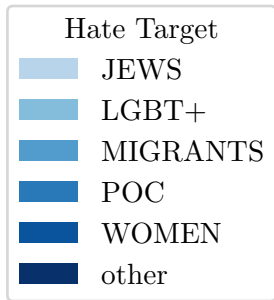 Hate Target
JEWS
LGBT+
MIGRANTS
POC
WOMEN
other